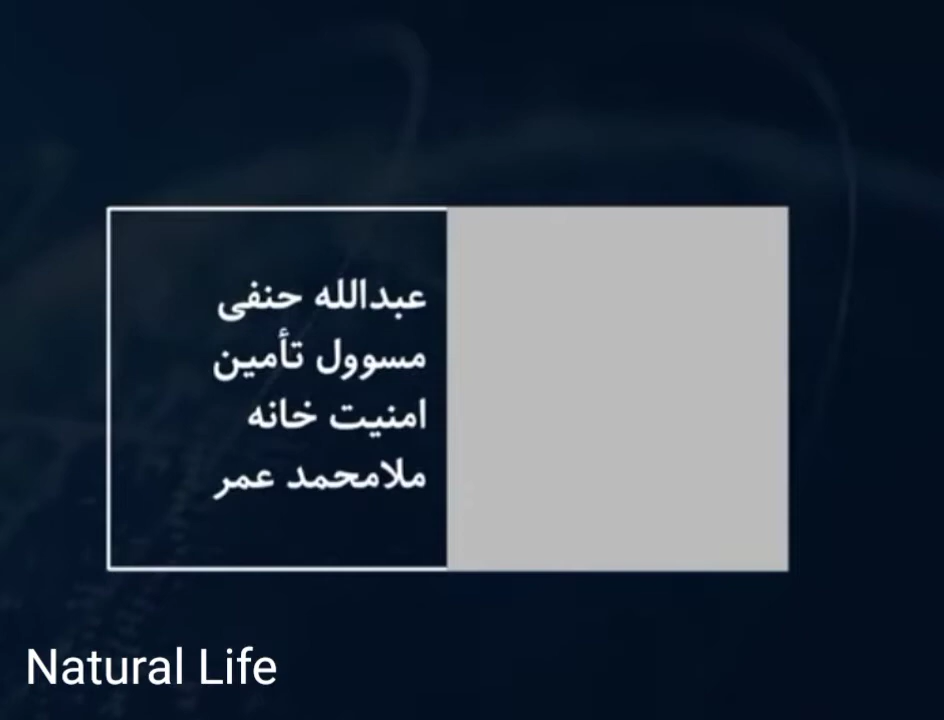 عبدالله حنفی
مسوول تأمین
امنیت خانه
ملامحمد عمر
Natural Life